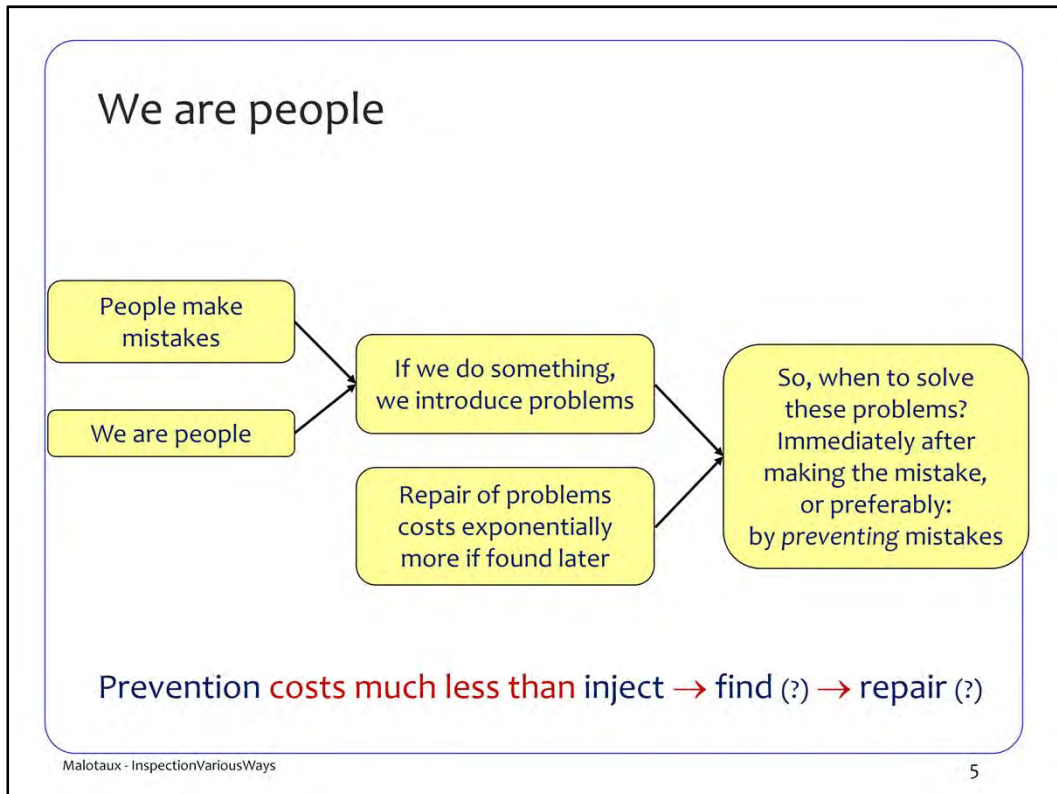 We are people
People make
mistakes
We are people
If we do something,
we introduce problems
Repair of problems
costs exponentially
more if found later
So, when to solve
these problems?
Immediately after
making the mistake,
or preferably:
by preventing mistakes
Prevention costs much less than inject → find (?) → repair (?)
Malotaux - InspectionVariousWays
5